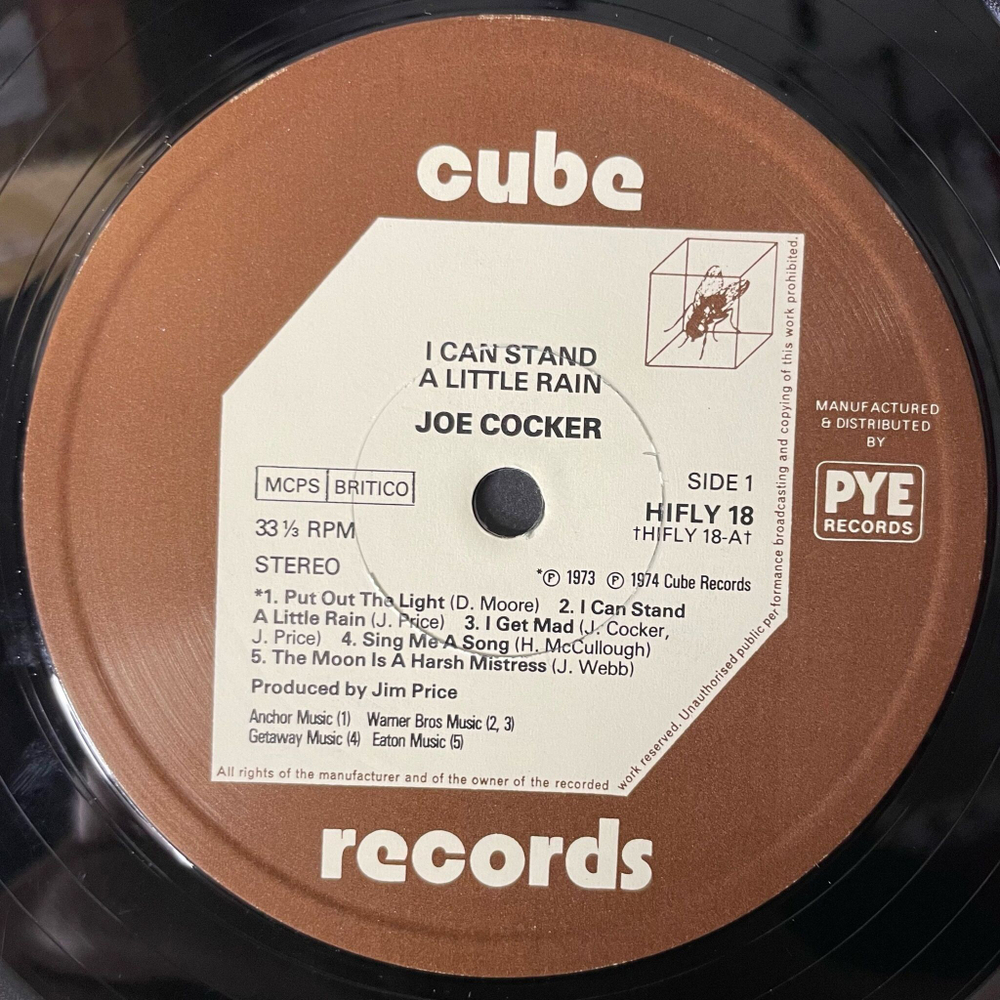 cube
I CAN STAND
A LITTLE RAIN
JOE COCKER
MCPS BRITICO
33⅓ RPM
STEREO
SIDE 1
HIFLY 18
†HIFLY 18-A†
*℗ 1973 ℗ 1974 Cube Records
*1. Put Out The Light (D. Moore) 2. I Can Stand
A Little Rain (J. Price) 3. I Get Mad (J. Cocker,
J. Price) 4. Sing Me A Song (H. McCullough)
5. The Moon Is A Harsh Mistress (J. Webb)
Produced by Jim Price
Anchor Music (1) Warner Bros Music (2, 3)
Getaway Music (4) Eaton Music (5)
All rights of the manufacturer and of the owner of the recorded work reserved. Unauthorised public performance broadcasting and copying of this work prohibited.
MANUFACTURED
& DISTRIBUTED
BY
PYE
RECORDS
records